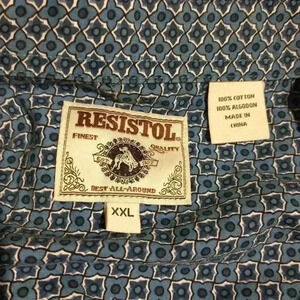 RESISTOL®
FINEST QUALITY
BEST ALL-AROUND
XXL
100% COTTON
100% ALGODON
MADE IN
CHINA